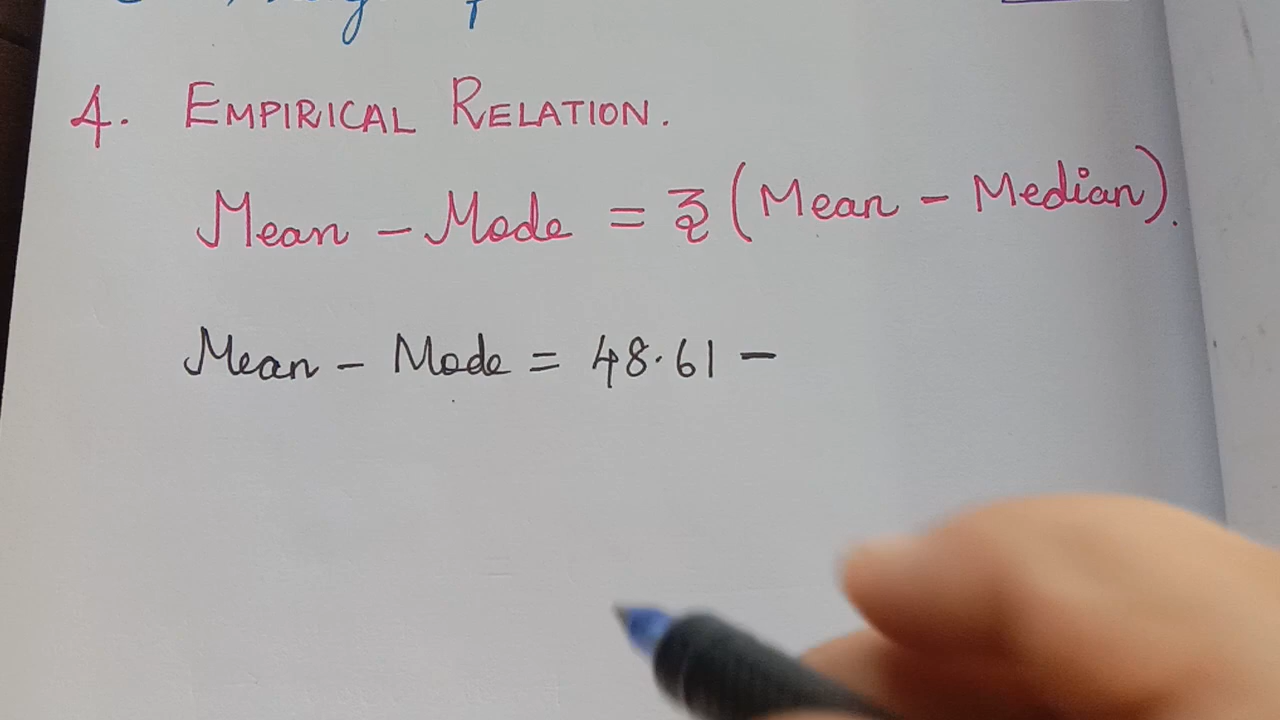 4. EMPIRICAL RELATION.
Mean - Mode = 3 (Mean - Median).
Mean - Mode = 48.61 -